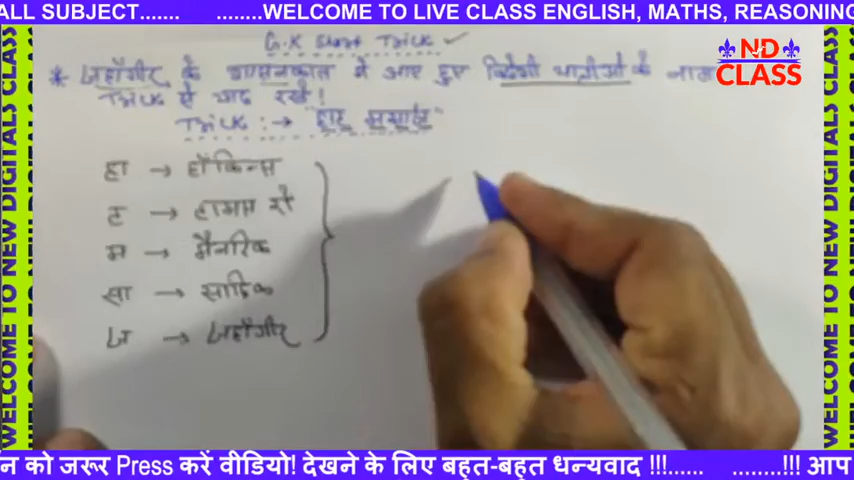 ALL SUBJECT....... ........WELCOME TO LIVE CLASS ENGLISH, MATHS, REASONING
G.K Short Trick ✓
ND
CLASS
* जहाँगीर के शासनकाल में आए हुए विदेशी यात्रीओ के नाम
Trick से याद रखें!
Trick :→
हा → हॉकिन्स
ट → टामस रो
म → मैनरिक
सा → सादिक
ज → जहाँगीर
WELCOME TO NEW DIGITALS CLASS
WELCOME TO NEW DIGITALS CLASS
न को जरूर Press करें वीडियो! देखने के लिए बहुत-बहुत धन्यवाद !!!...... ........!!! आप